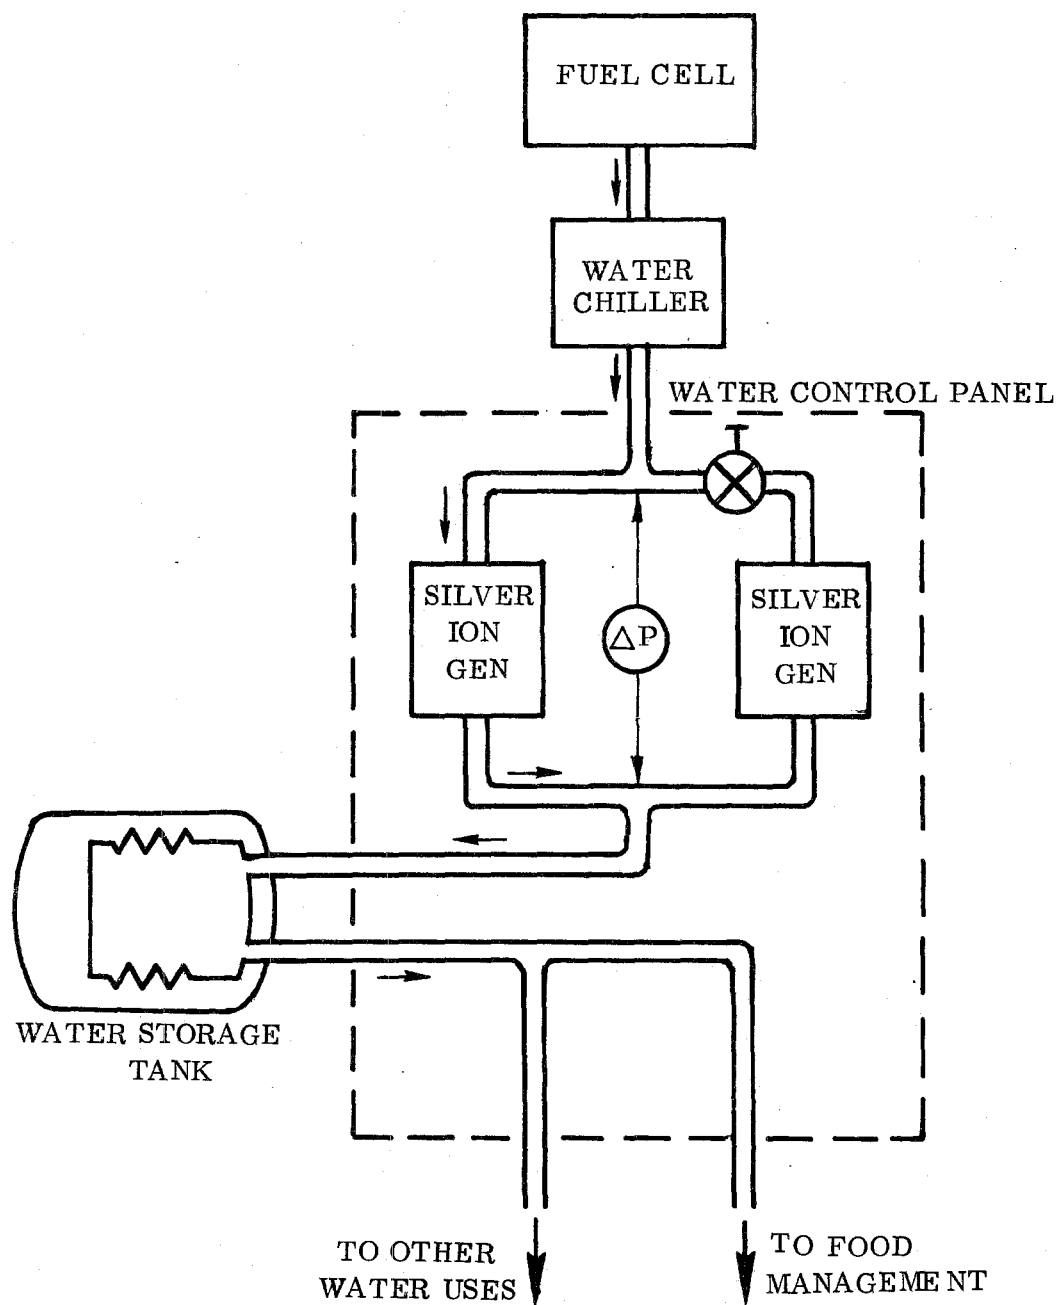 FUEL CELL
WATER
CHILLER
WATER CONTROL PANEL
SILVER
ION
GEN
△P
SILVER
ION
GEN
WATER STORAGE
TANK
TO OTHER
WATER USES
TO FOOD
MANAGEMENT